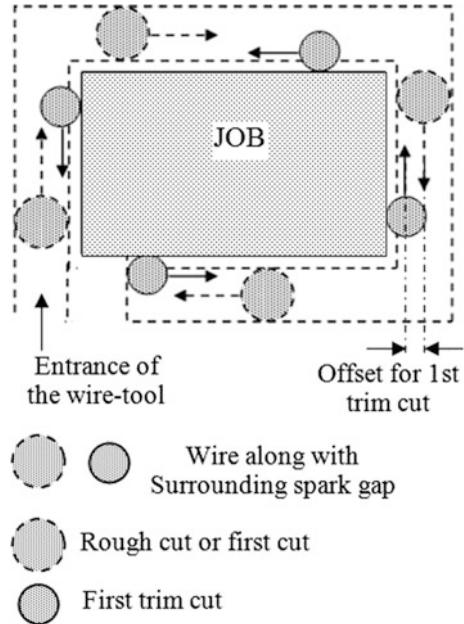 JOB
Entrance of
the wire-tool
Offset for 1st
trim cut
Wire along with
Surrounding spark gap
Rough cut or first cut
First trim cut